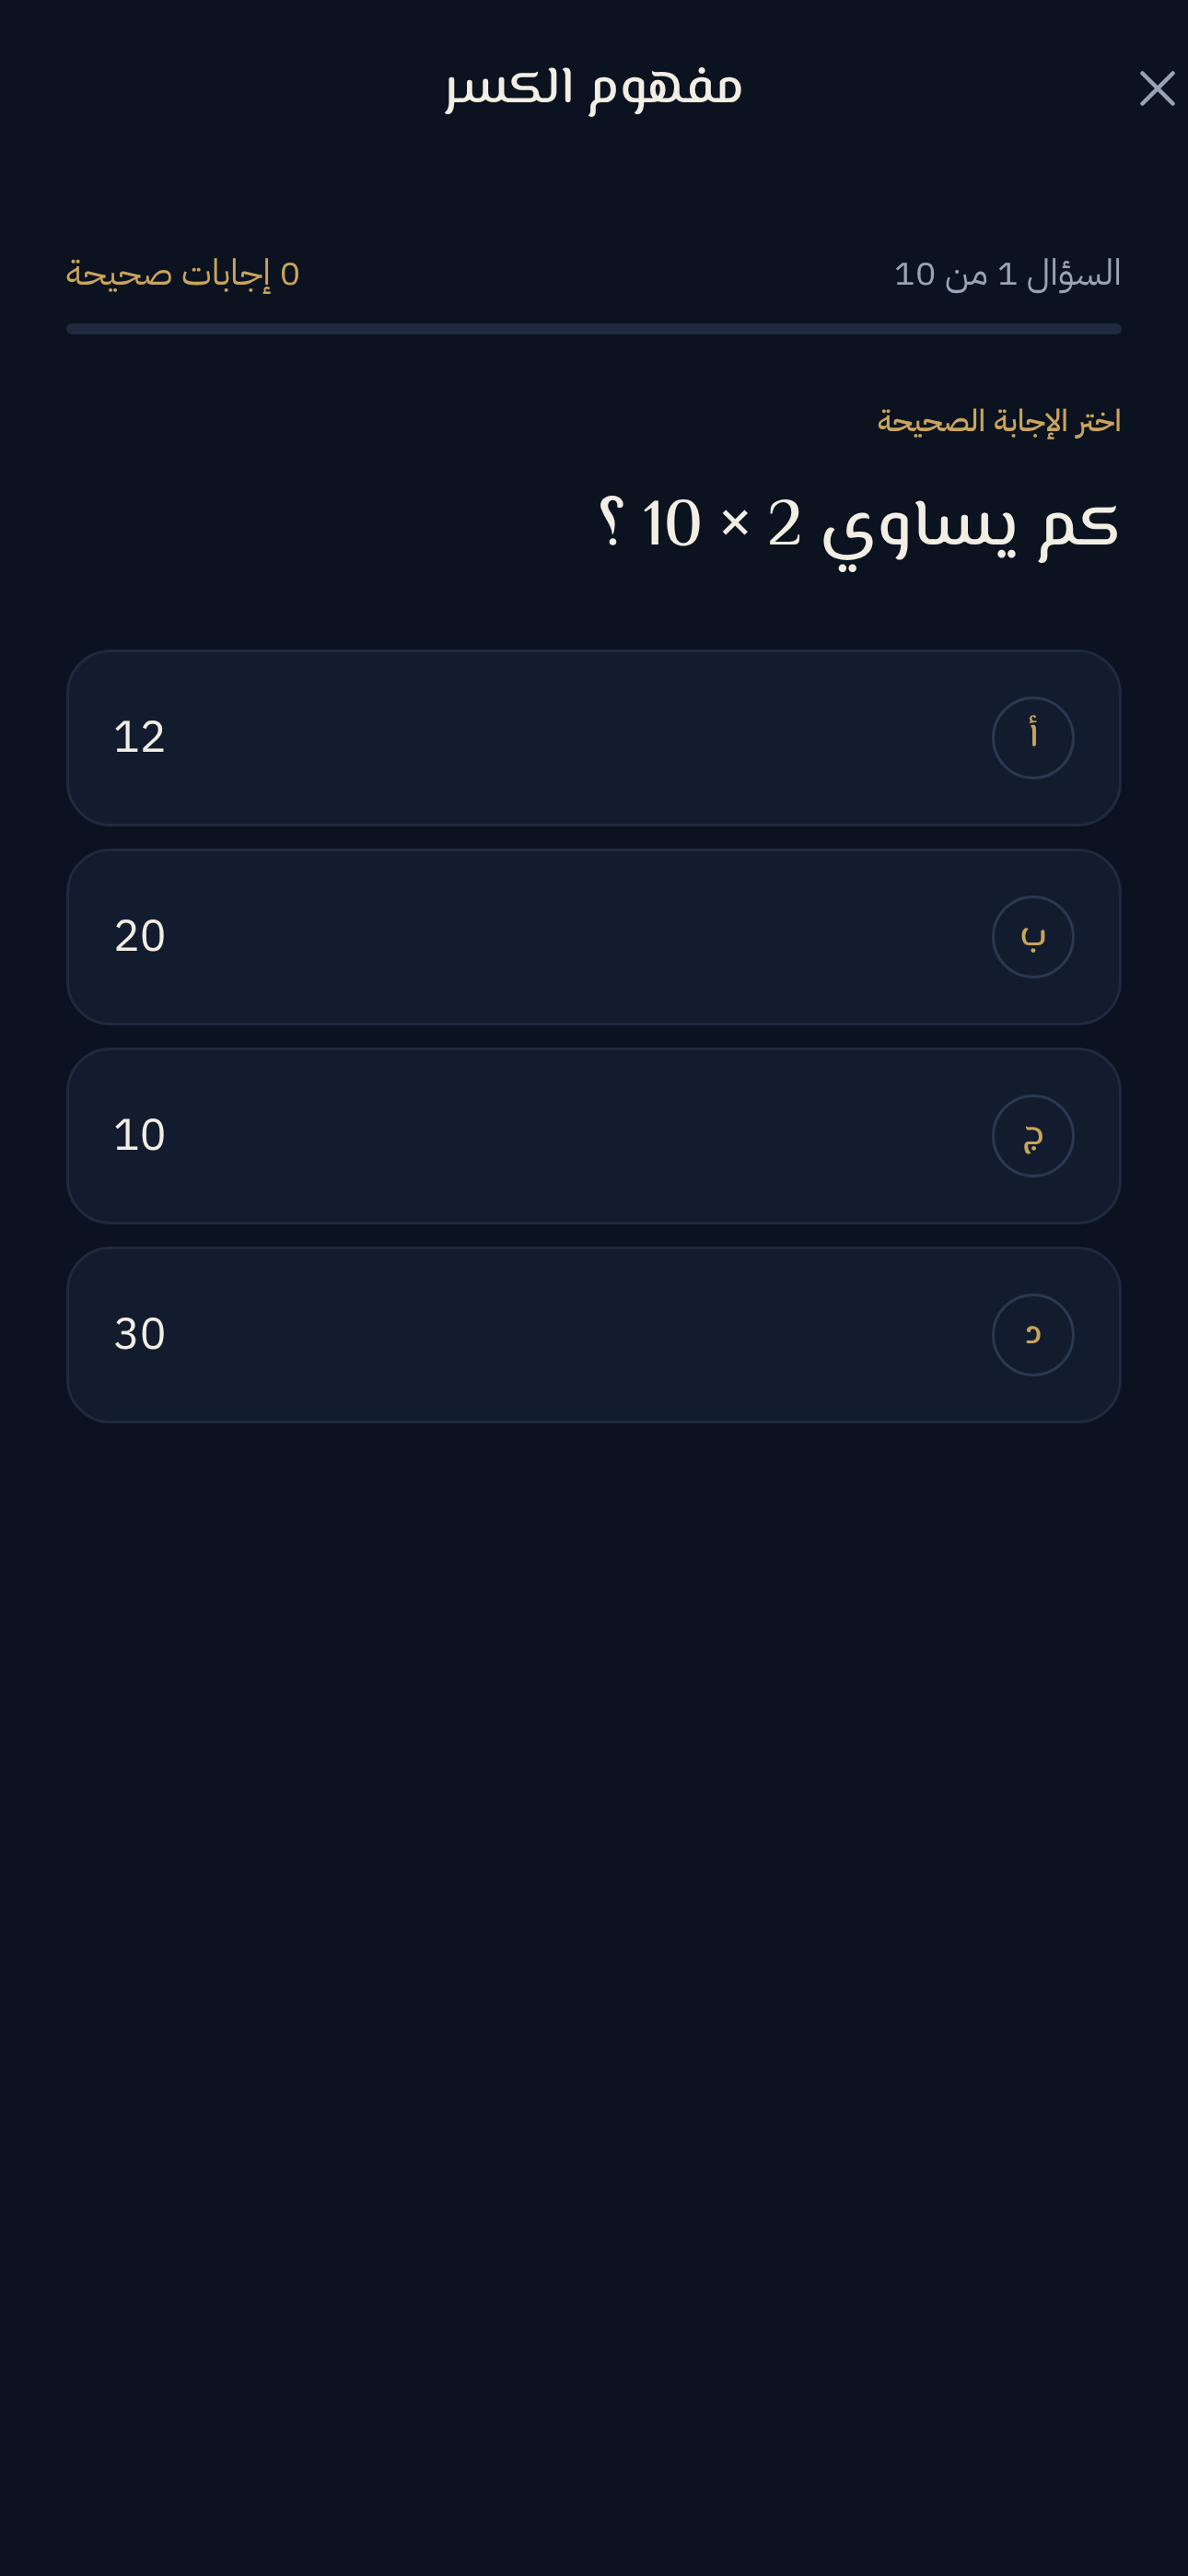 مفهوم الكسر
السؤال 1 من 10
0 إجابات صحيحة
اختر الإجابة الصحيحة
كم يساوي 2 × 10 ؟
أ 12
ب 20
ج 10
د 30